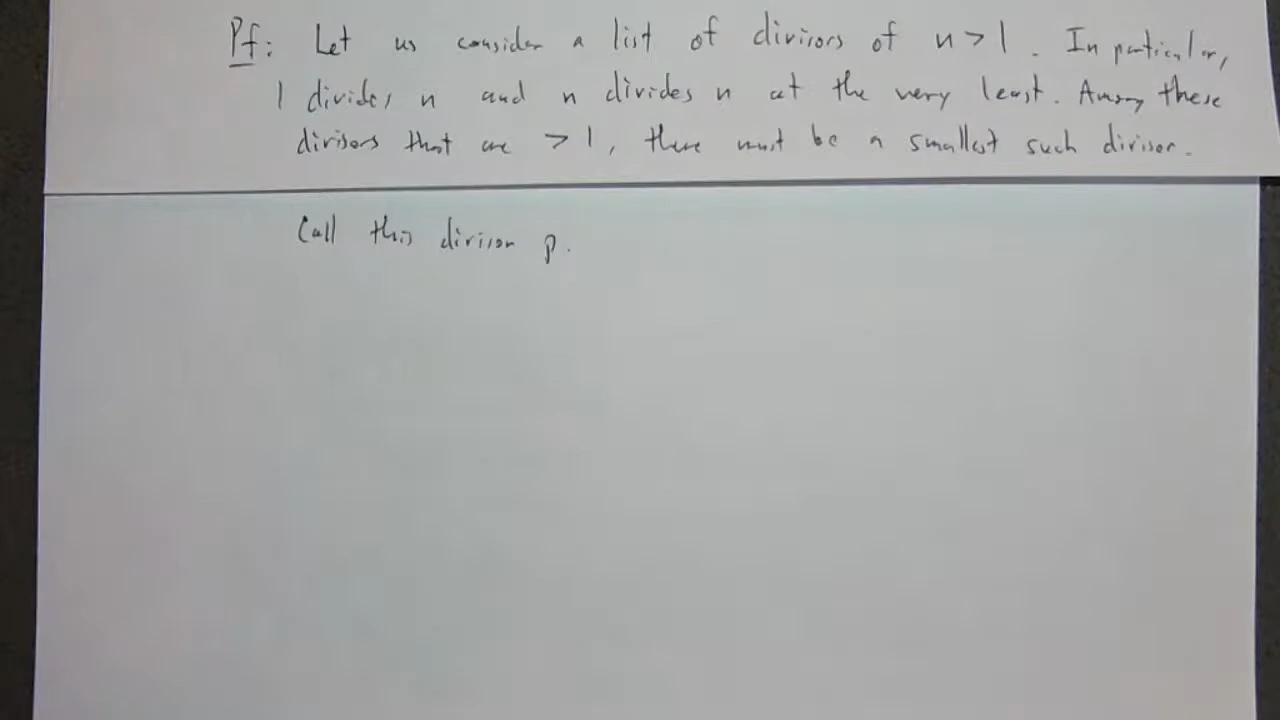 Pf: Let us consider a list of divisors of n > 1. In particular,
1 divides n and n divides n at the very least. Among these
divisors that are > 1, there must be a smallest such divisor.
Call this divisor p.